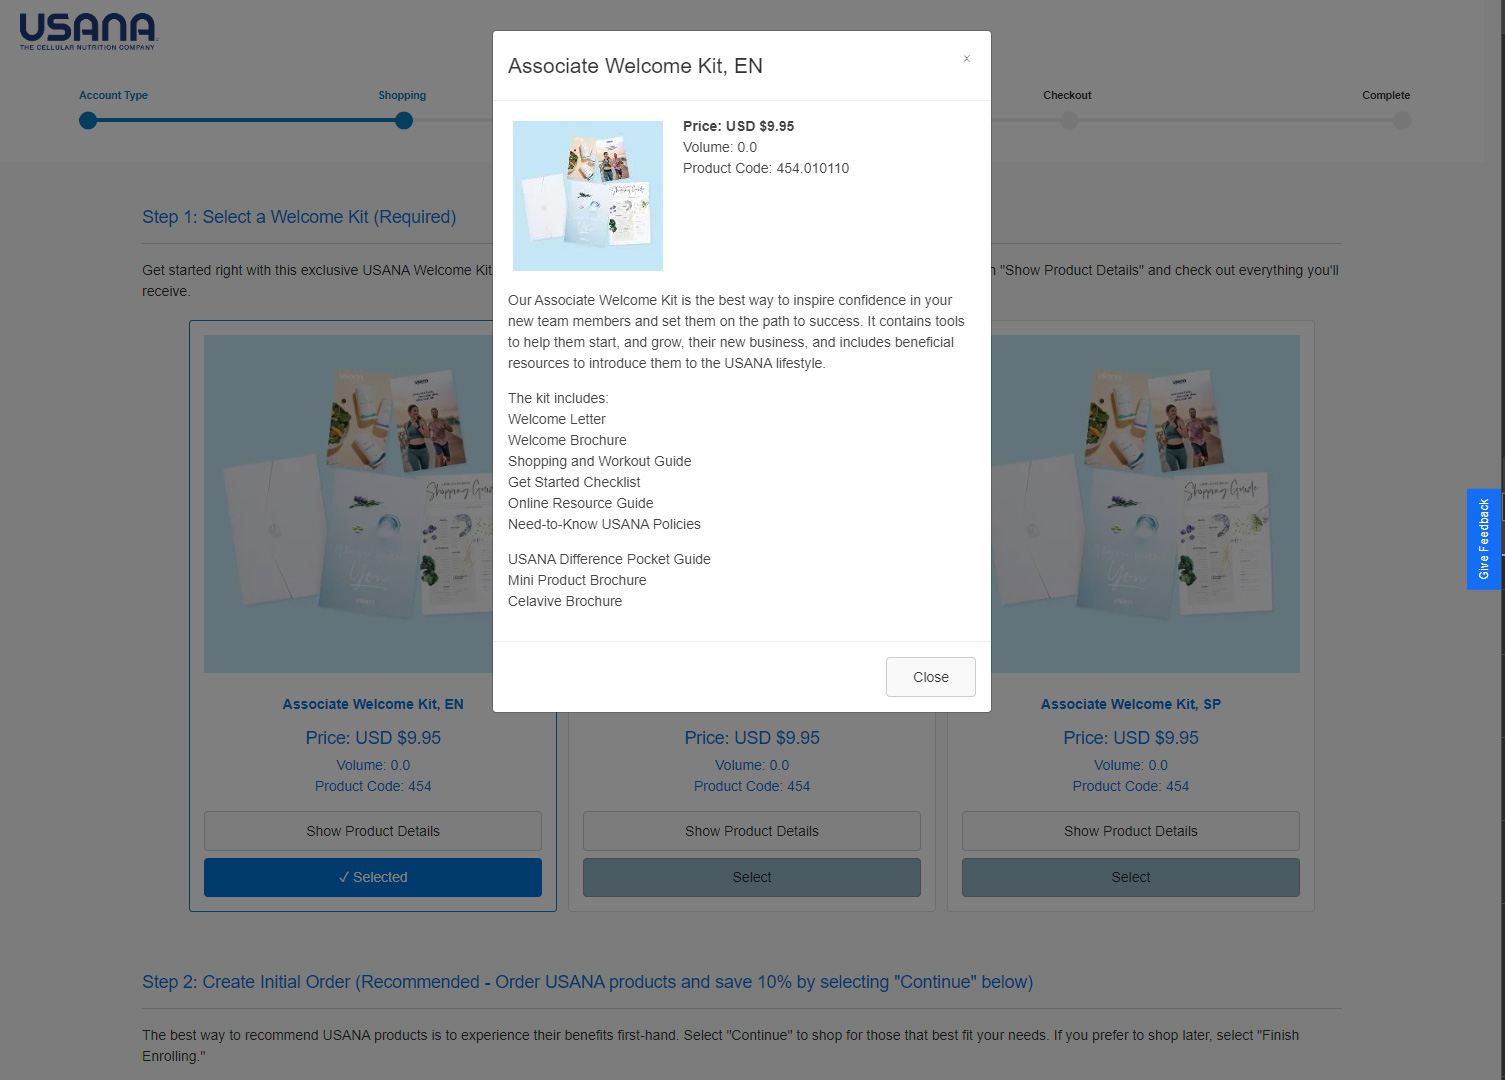 USANA
THE CELLULAR NUTRITION COMPANY
Account Type
Shopping
Checkout
Complete
Step 1: Select a Welcome Kit (Required)
Get started right with this exclusive USANA Welcome Kit
"Show Product Details" and check out everything you'll
receive.
Associate Welcome Kit, EN
x
Price: USD $9.95
Volume: 0.0
Product Code: 454.010110
Our Associate Welcome Kit is the best way to inspire confidence in your
new team members and set them on the path to success. It contains tools
to help them start, and grow, their new business, and includes beneficial
resources to introduce them to the USANA lifestyle.
The kit includes:
Welcome Letter
Welcome Brochure
Shopping and Workout Guide
Get Started Checklist
Online Resource Guide
Need-to-Know USANA Policies
USANA Difference Pocket Guide
Mini Product Brochure
Celavive Brochure
Close
Shopping Guide
You
Shopping Guide
You
Associate Welcome Kit, EN
Price: USD $9.95
Volume: 0.0
Product Code: 454
Show Product Details
✓ Selected
Price: USD $9.95
Volume: 0.0
Product Code: 454
Show Product Details
Select
Associate Welcome Kit, SP
Price: USD $9.95
Volume: 0.0
Product Code: 454
Show Product Details
Select
Give Feedback
Step 2: Create Initial Order (Recommended - Order USANA products and save 10% by selecting "Continue" below)
The best way to recommend USANA products is to experience their benefits first-hand. Select "Continue" to shop for those that best fit your needs. If you prefer to shop later, select "Finish
Enrolling."